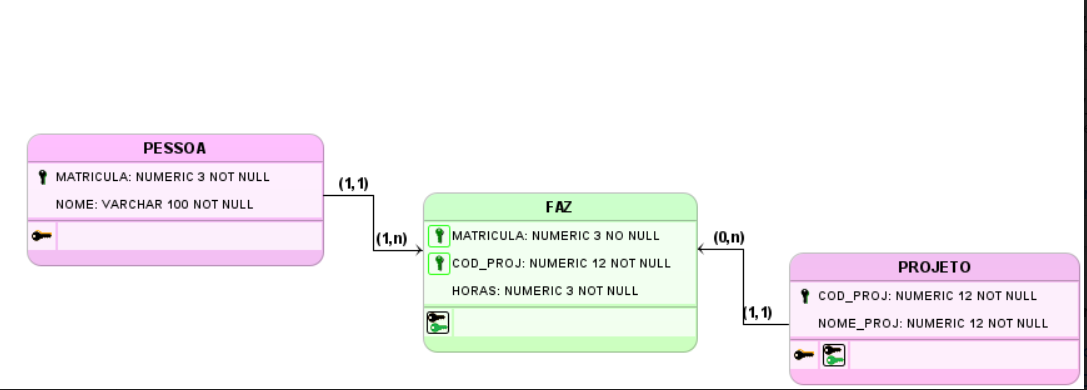 PESSOA
MATRICULA: NUMERIC 3 NOT NULL
NOME: VARCHAR 100 NOT NULL
(1,1)
(1,n)
FAZ
MATRICULA: NUMERIC 3 NO NULL
COD_PROJ: NUMERIC 12 NOT NULL
HORAS: NUMERIC 3 NOT NULL
(0,n)
(1,1)
PROJETO
COD_PROJ: NUMERIC 12 NOT NULL
NOME_PROJ: NUMERIC 12 NOT NULL